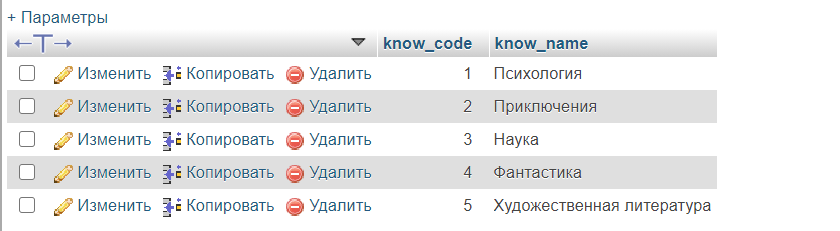 + Параметры
know_code know_name
Изменить Копировать Удалить 1 Психология
Изменить Копировать Удалить 2 Приключения
Изменить Копировать Удалить 3 Наука
Изменить Копировать Удалить 4 Фантастика
Изменить Копировать Удалить 5 Художественная литература